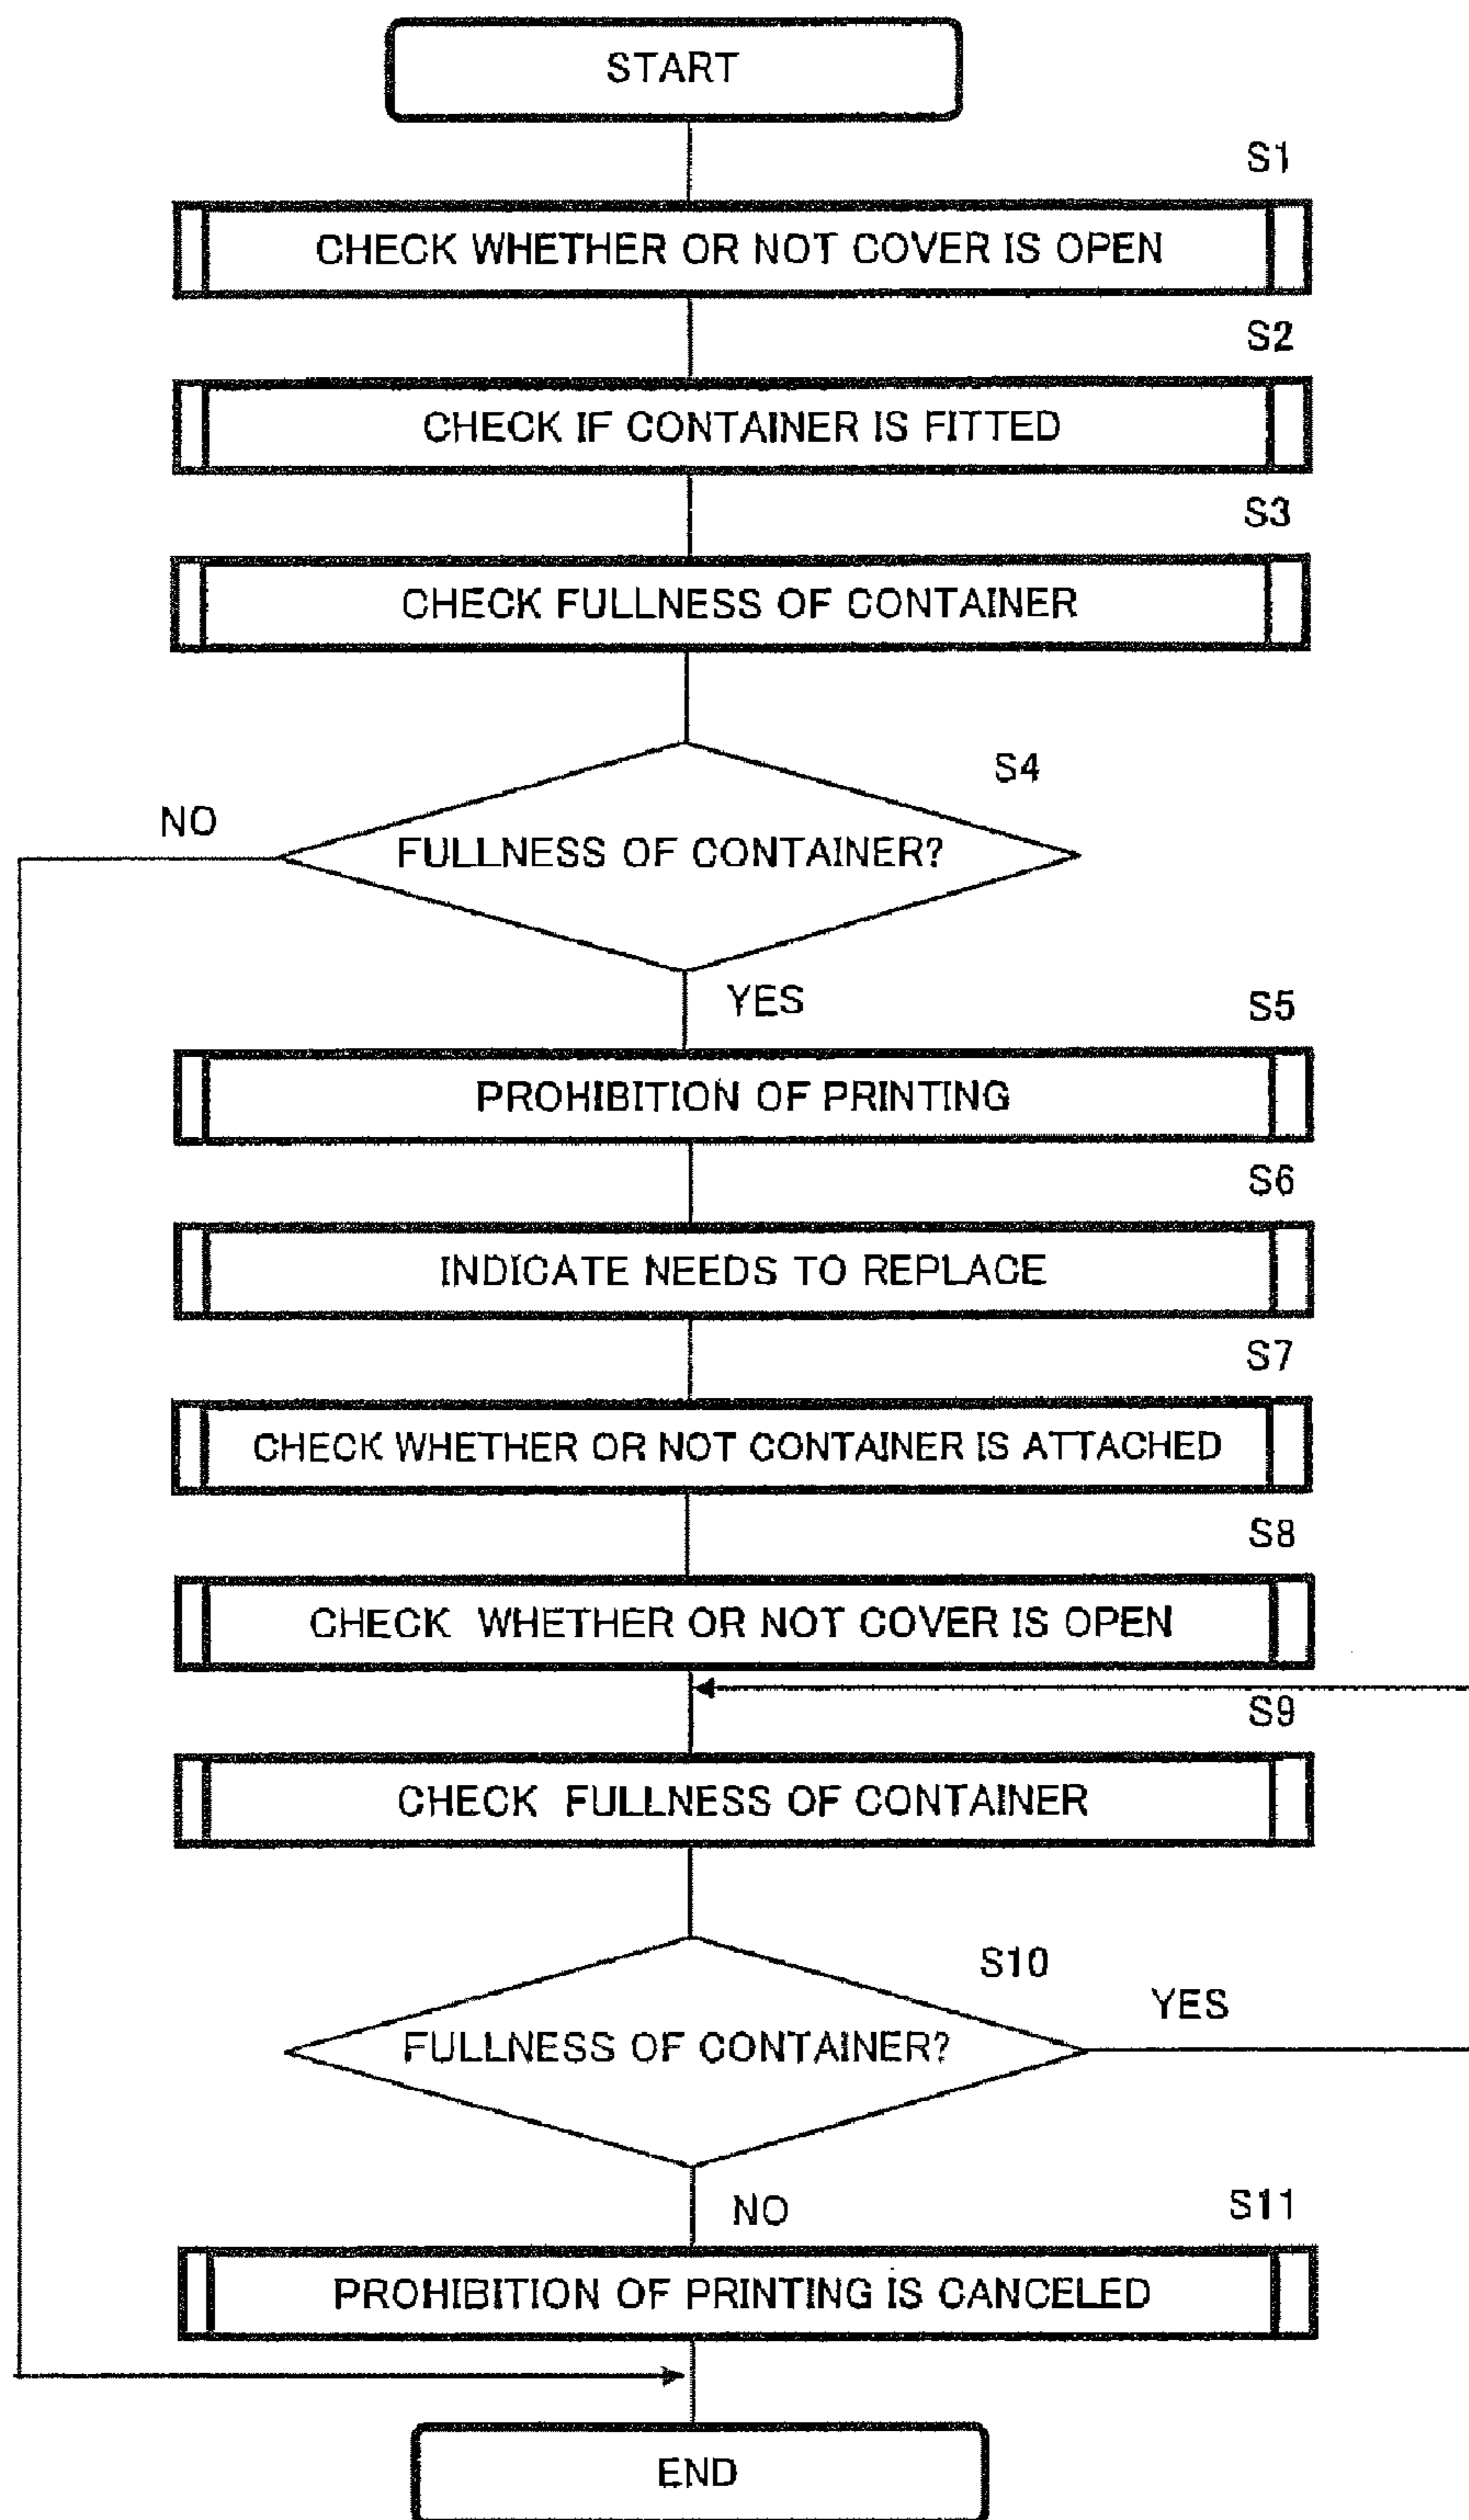 START
S1
CHECK WHETHER OR NOT COVER IS OPEN
S2
CHECK IF CONTAINER IS FITTED
S3
CHECK FULLNESS OF CONTAINER
S4
NO
FULLNESS OF CONTAINER?
YES
S5
PROHIBITION OF PRINTING
S6
INDICATE NEEDS TO REPLACE
S7
CHECK WHETHER OR NOT CONTAINER IS ATTACHED
S8
CHECK WHETHER OR NOT COVER IS OPEN
S9
CHECK FULLNESS OF CONTAINER
S10
YES
FULLNESS OF CONTAINER?
NO
S11
PROHIBITION OF PRINTING IS CANCELED
END